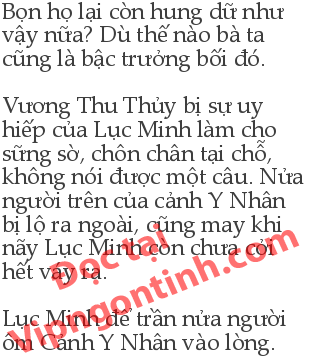 Bọn họ lại còn hung dữ như
vậy nữa? Dù thế nào bà ta
cũng là bậc trưởng bối đó.
Vương Thu Thủy bị sự uy
hiếp của Lục Minh làm cho
sững sờ, chôn chân tại chỗ,
không nói được một câu. Nửa
người trên của cảnh Y Nhân
bị lộ ra ngoài, cũng may khi
nãy Lục Minh còn chưa cởi
hết váy ra.
Lục Minh để trần nửa người
ôm Cảnh Y Nhân vào lòng.
Đọc tại
Vipngontinh.com